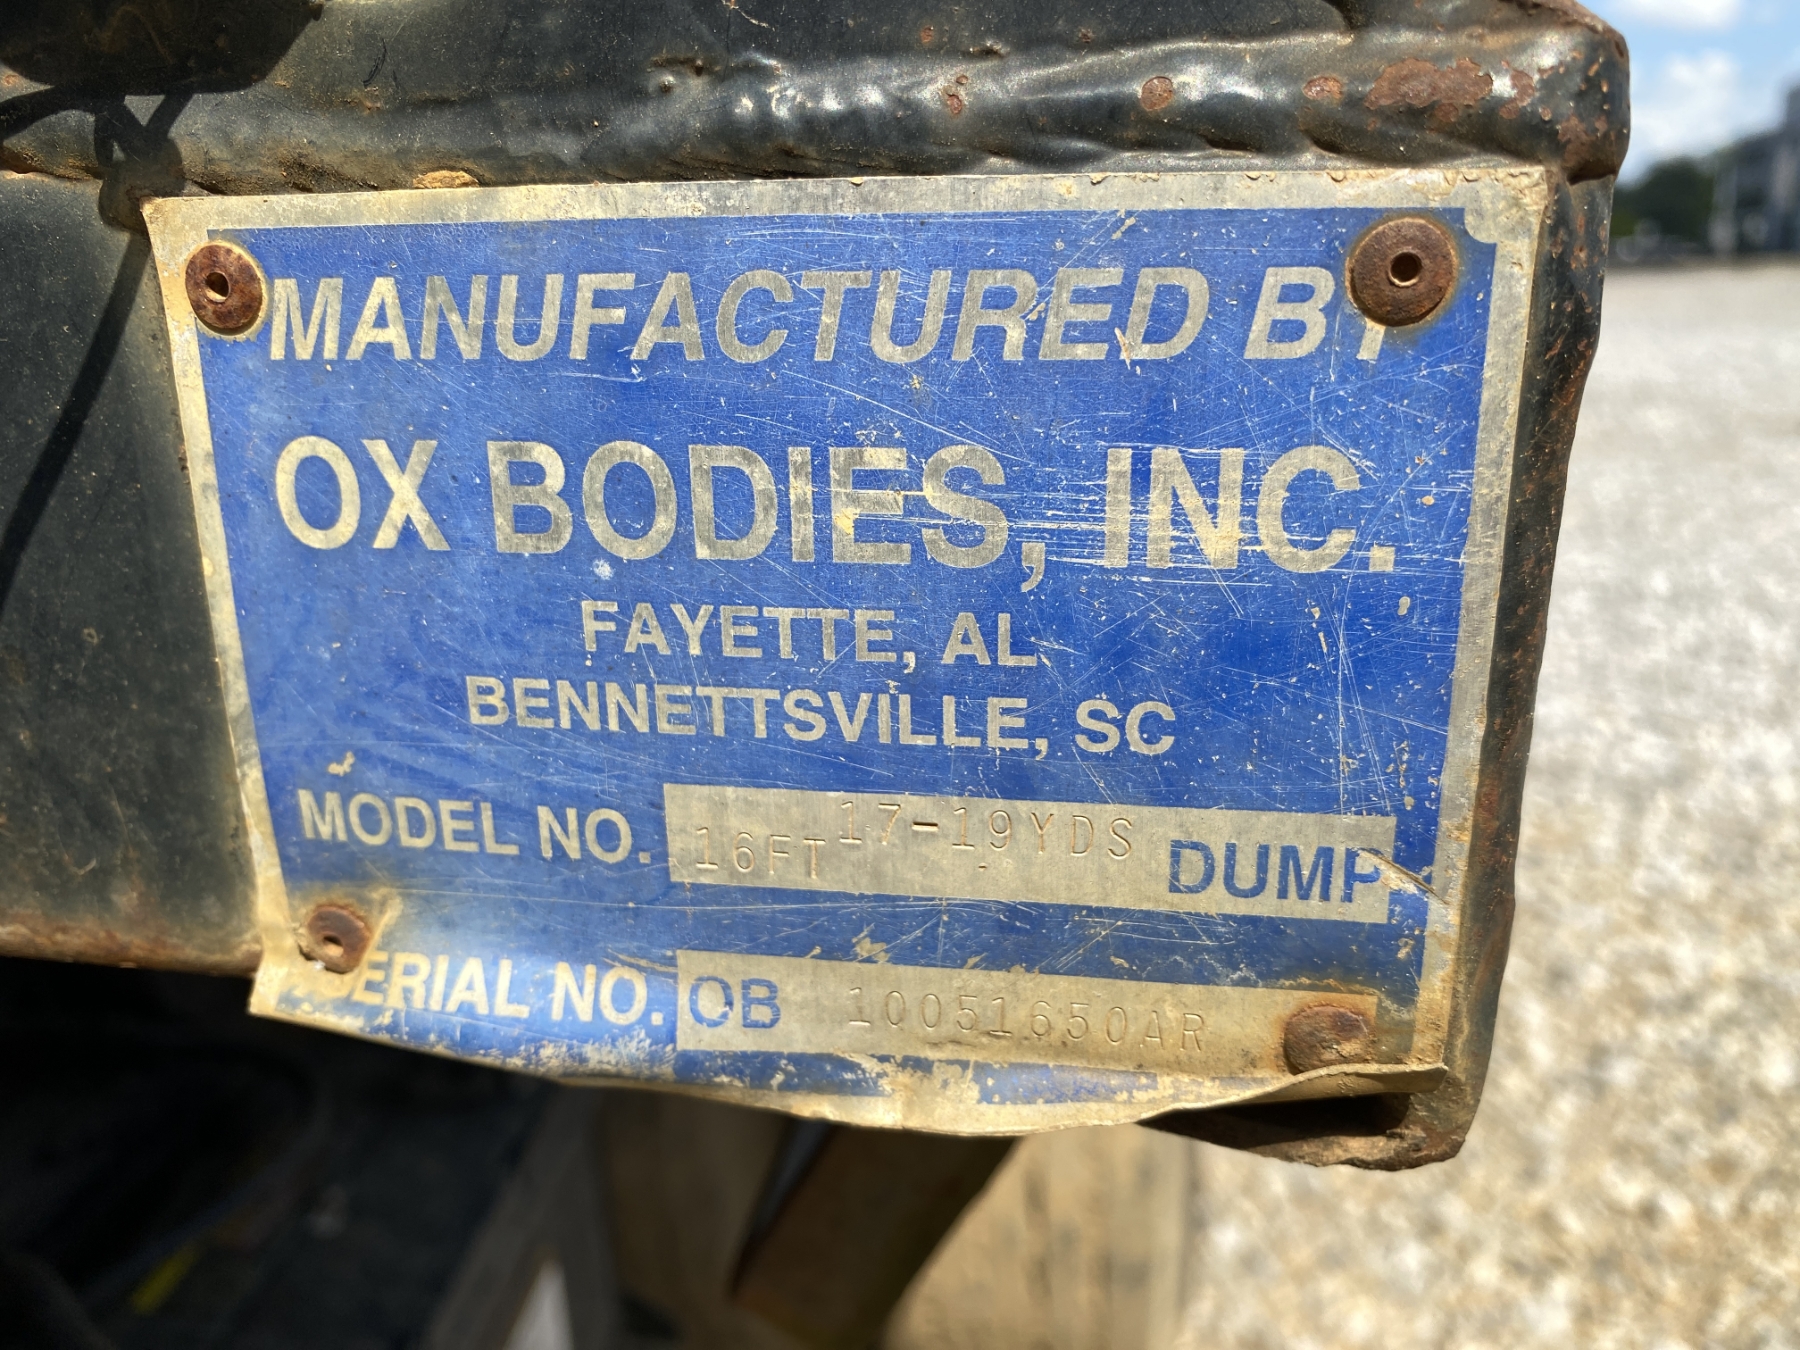 MANUFACTURED BY
OX BODIES, INC.
FAYETTE, AL
BENNETTSVILLE, SC
MODEL NO. 16FT 17-19YDS DUMP
SERIAL NO. OB 10051650AR